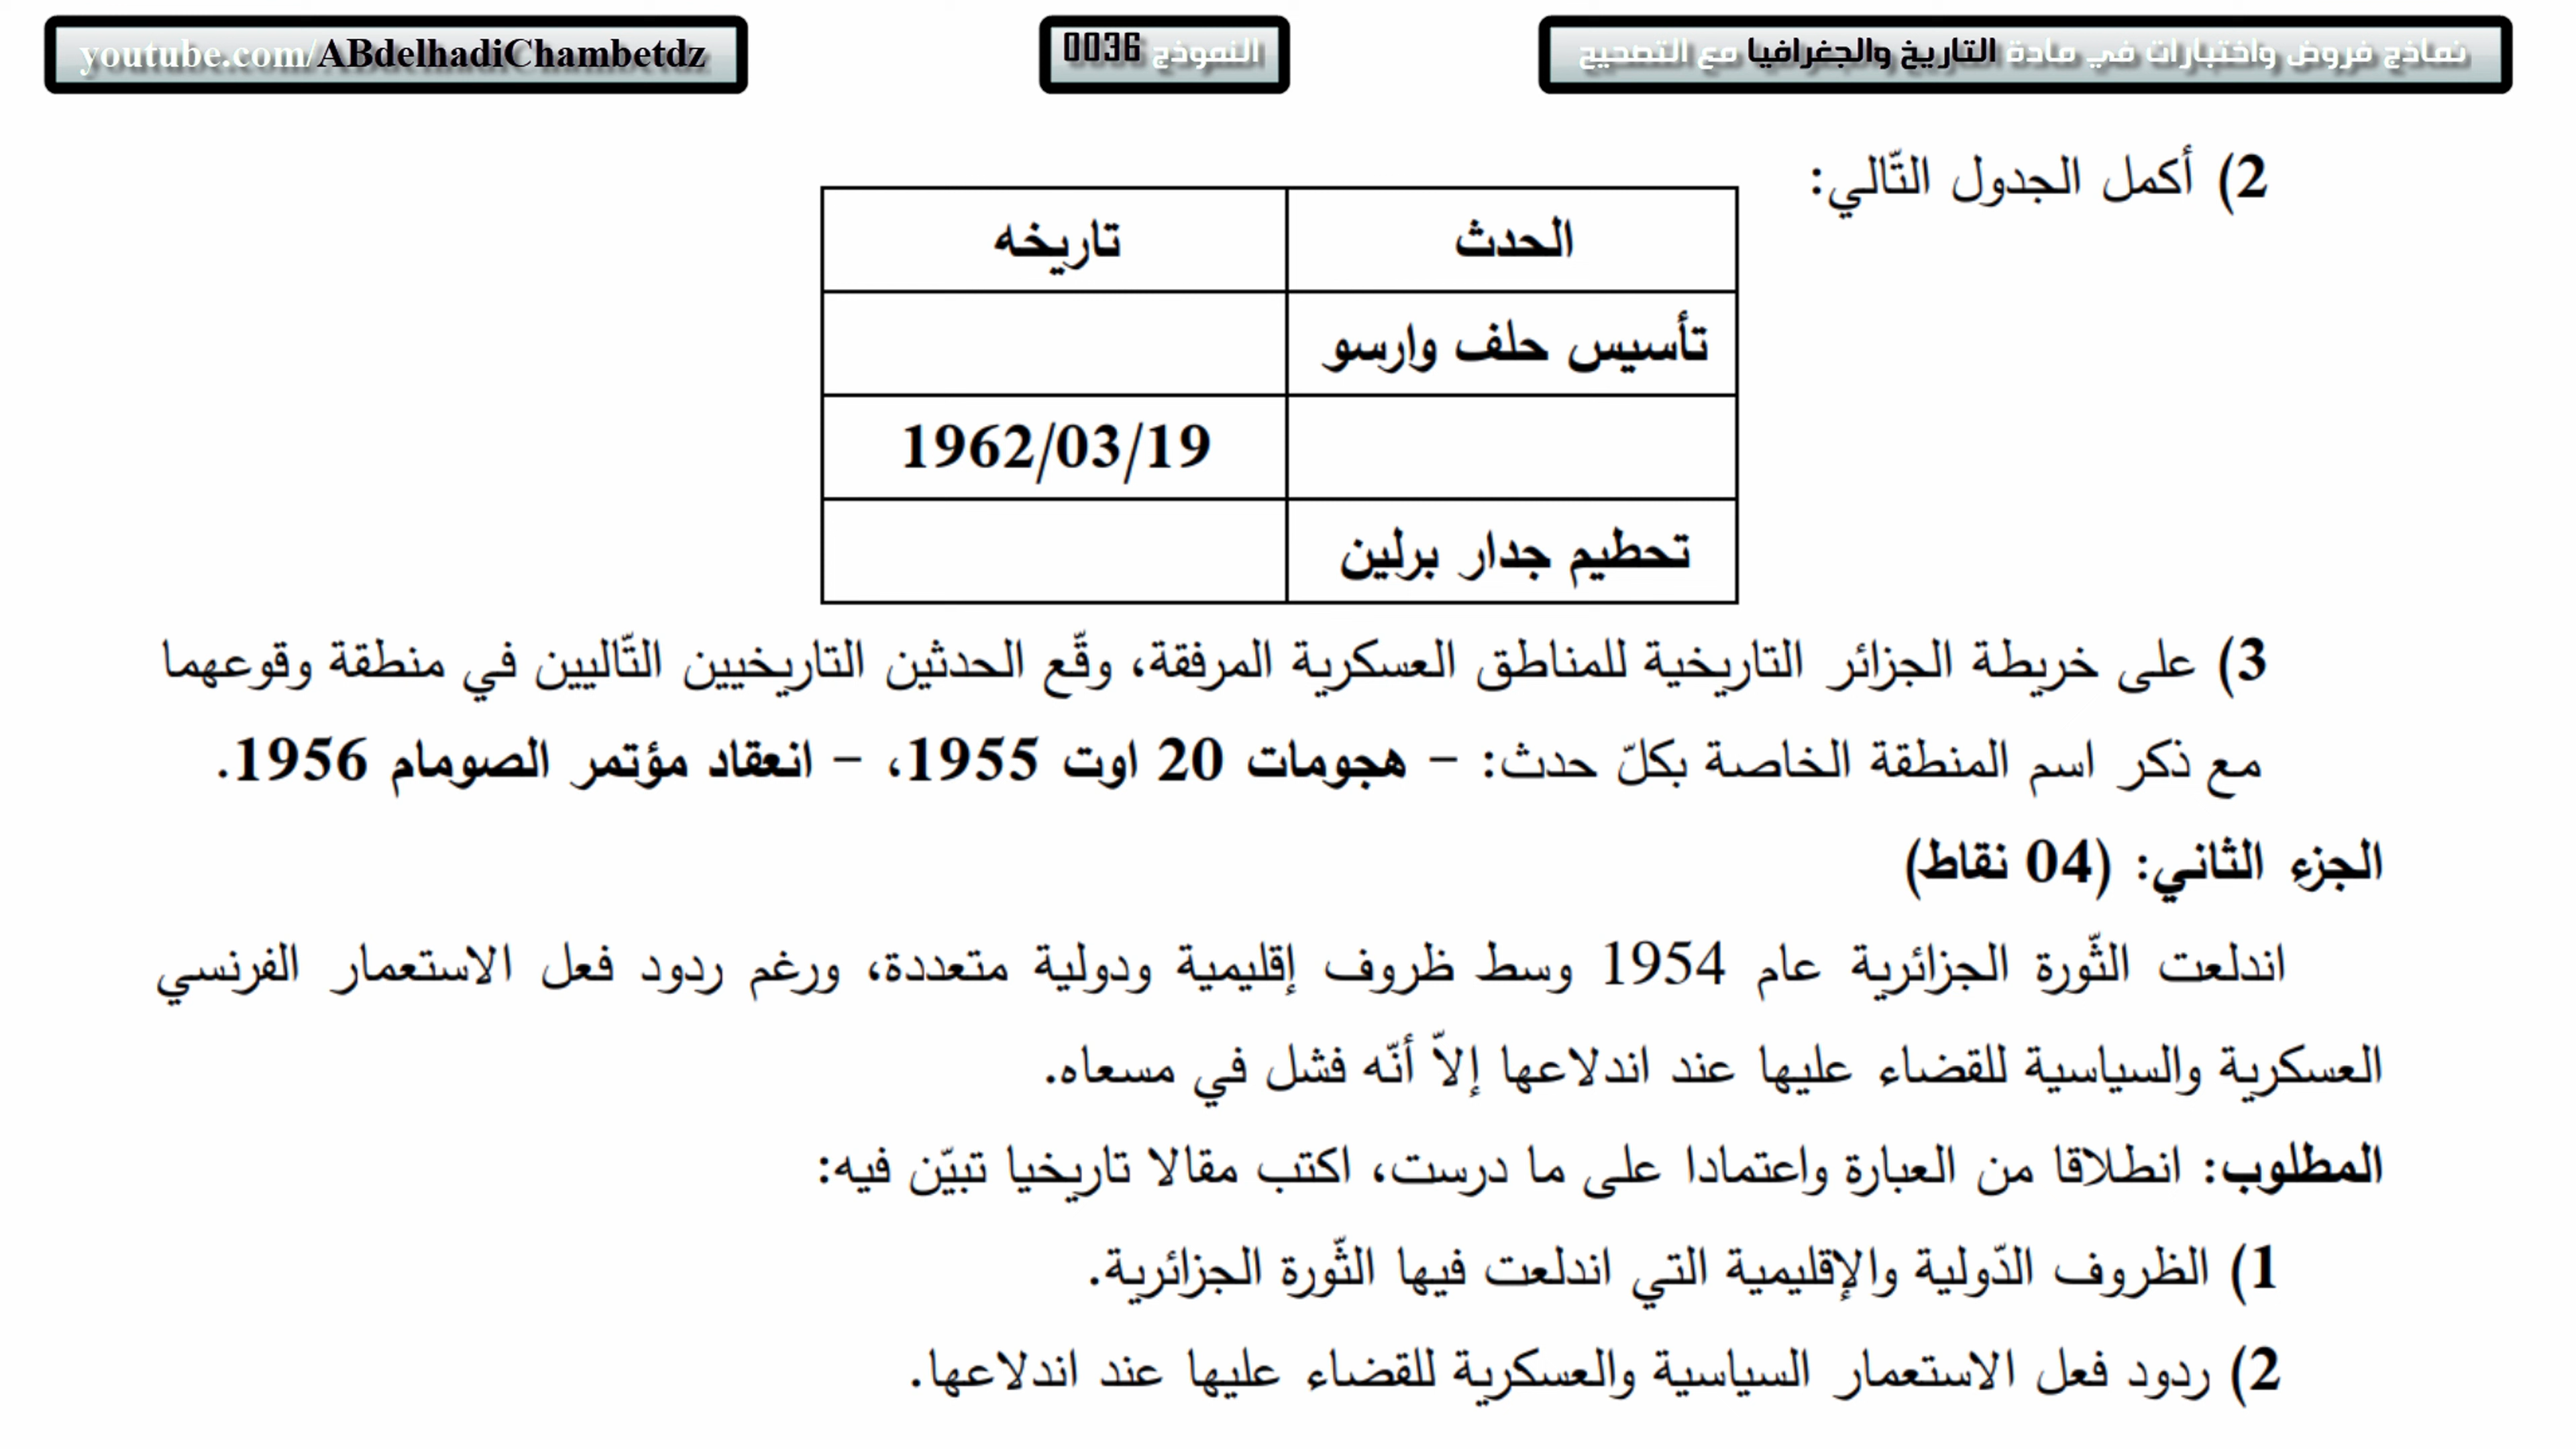 نماذج فروض واختبارات في مادة التاريخ والجغرافيا مع التصحيح
النموذج 0036
youtube.com/ABdelhadiChambetdz
2) أكمل الجدول التّالي:
الحدث تاريخه
تأسيس حلف وارسو
1962/03/19
تحطيم جدار برلين
3) على خريطة الجزائر التاريخية للمناطق العسكرية المرفقة، وقّع الحدثين التاريخيين التّاليين في منطقة وقوعهما
مع ذكر اسم المنطقة الخاصة بكلّ حدث: - هجومات 20 اوت 1955، - انعقاد مؤتمر الصومام 1956.
الجزء الثاني: (04 نقاط)
اندلعت الثّورة الجزائرية عام 1954 وسط ظروف إقليمية ودولية متعددة، ورغم ردود فعل الاستعمار الفرنسي
العسكرية والسياسية للقضاء عليها عند اندلاعها إلاّ أنّه فشل في مسعاه.
المطلوب: انطلاقا من العبارة واعتمادا على ما درست، اكتب مقالا تاريخيا تبيّن فيه:
1) الظروف الدّولية والإقليمية التي اندلعت فيها الثّورة الجزائرية.
2) ردود فعل الاستعمار السياسية والعسكرية للقضاء عليها عند اندلاعها.